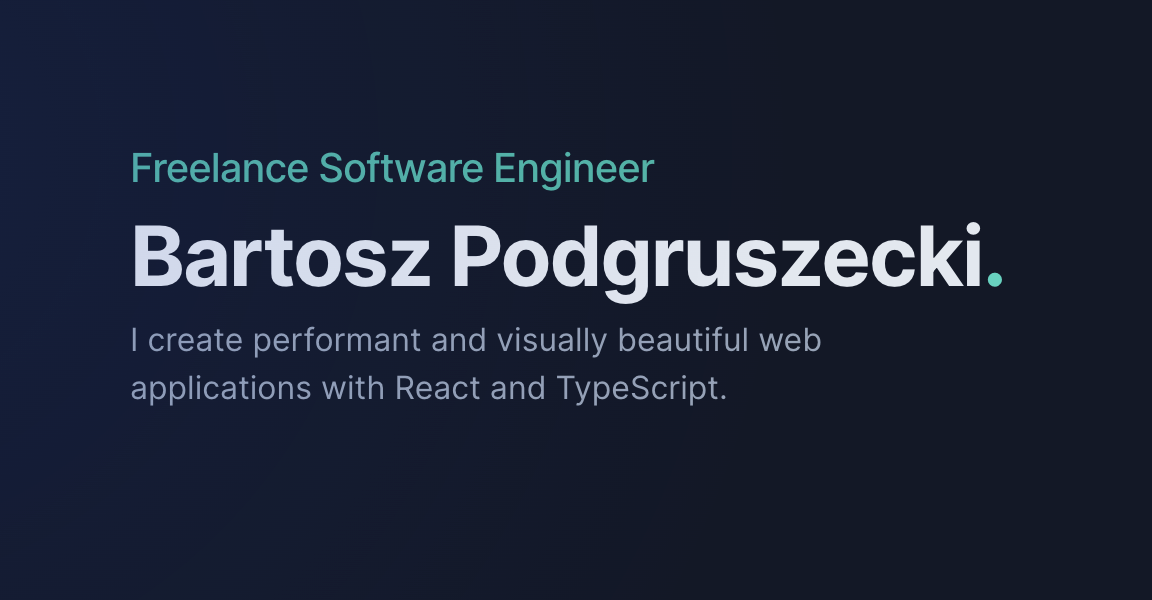 Freelance Software Engineer
Bartosz Podgruszecki.
I create performant and visually beautiful web
applications with React and TypeScript.